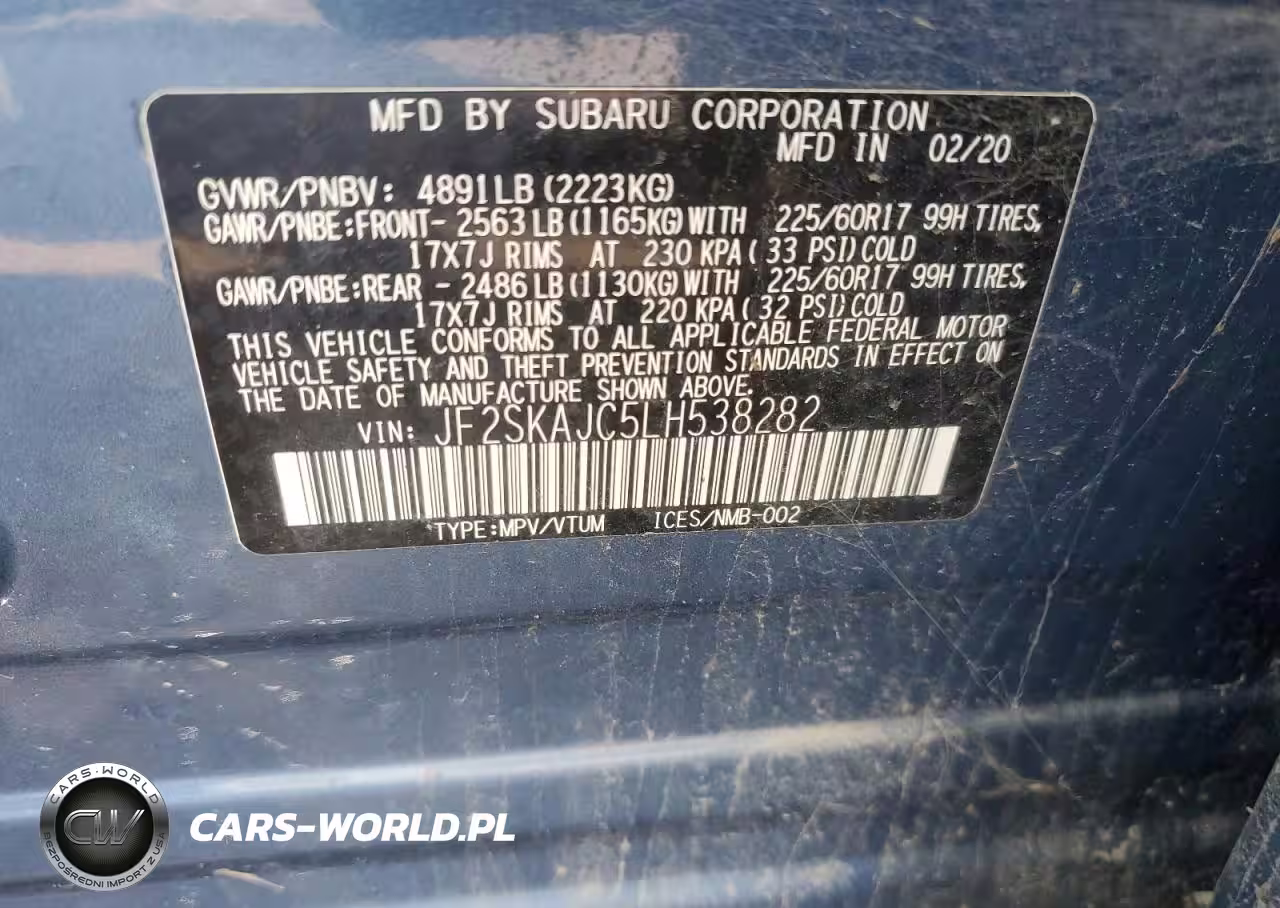 MFD BY SUBARU CORPORATION
MFD IN 02/20
GVWR/PNBV: 4891LB(2223KG)
GAWR/PNBE:FRONT- 2563LB(1165KG)WITH 225/60R17 99H TIRES,
17X7J RIMS AT 230 KPA( 33 PSI)COLD
GAWR/PNBE:REAR - 2486LB(1130KG)WITH 225/60R17 99H TIRES,
17X7J RIMS AT 220 KPA( 32 PSI)COLD
THIS VEHICLE CONFORMS TO ALL APPLICABLE FEDERAL MOTOR
VEHICLE SAFETY AND THEFT PREVENTION STANDARDS IN EFFECT ON
THE DATE OF MANUFACTURE SHOWN ABOVE.
VIN: JF2SKAJC5LH538282
TYPE:MPV/VTUM ICES/NMB-002
CARS-WORLD
CW
BEZPOŚREDNI IMPORT Z USA
CARS-WORLD.PL